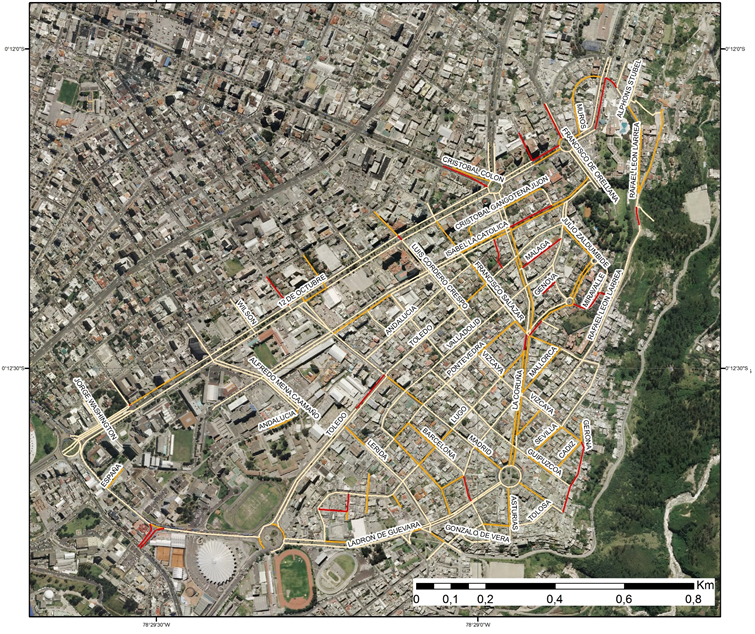 0°12'0"S
0°12'0"S
ALPHONS STUBEL
MUROS
FRANCISCO DE ORELLANA
RAFAEL LEON LARREA
CRISTOBAL COLON
CRISTOBAL GANGOTENA JIJON
ISABEL LA CATOLICA
JULIO ZALDUMBIDE
MALAGA
LUIS CORDERO CRESPO
FRANCISCO SALAZAR
GENOVA
MIRAVALLE
RAFAEL LEON LARREA
12 DE OCTUBRE
WILSON
ANDALUCIA
TOLEDO
VALLADOLID
PONTEVEDRA
VIZCAYA
MALLORCA
0°12'30"S
0°12'30"S
ALFREDO MENA CAAMAÑO
JORGE WASHINGTON
LA CORUÑA
VIZCAYA
LUGO
ANDALUCIA
TOLEDO
BARCELONA
MADRID
SEVILLA
CADIZ
GERONA
GUIPUZCOA
LERIDA
ESPAÑA
ASTURIAS
TOLOSA
LADRON DE GUEVARA
GONZALO DE VERA
Km
0 0,1 0,2 0,4 0,6 0,8
78°29'30"W
78°29'0"W